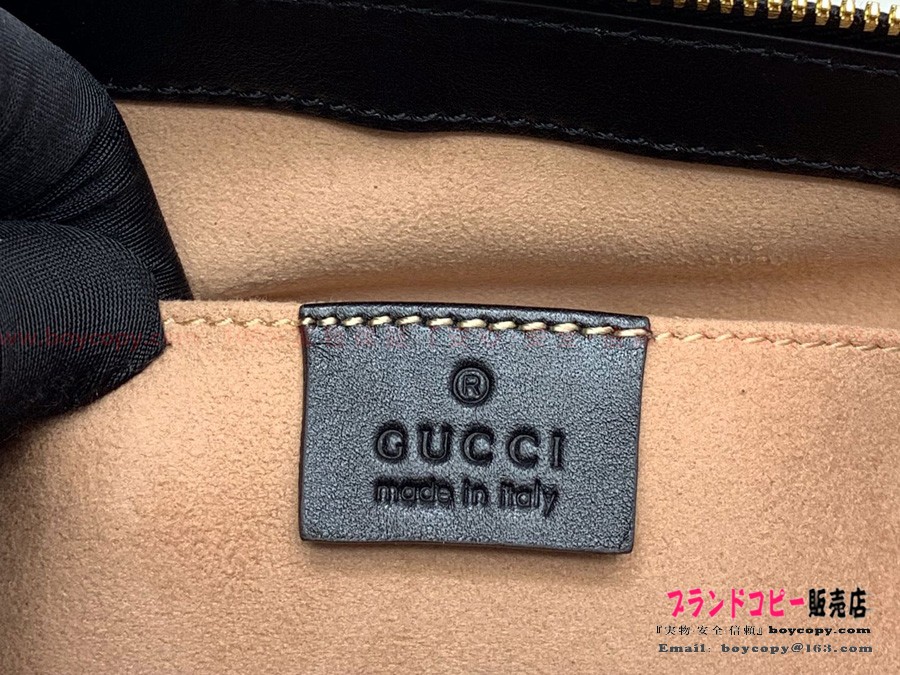 ®
GUCCI
made in italy
ブランドコピー販売店
『実物 安全 信頼』boycopy.com
Email: boycopy@163.com